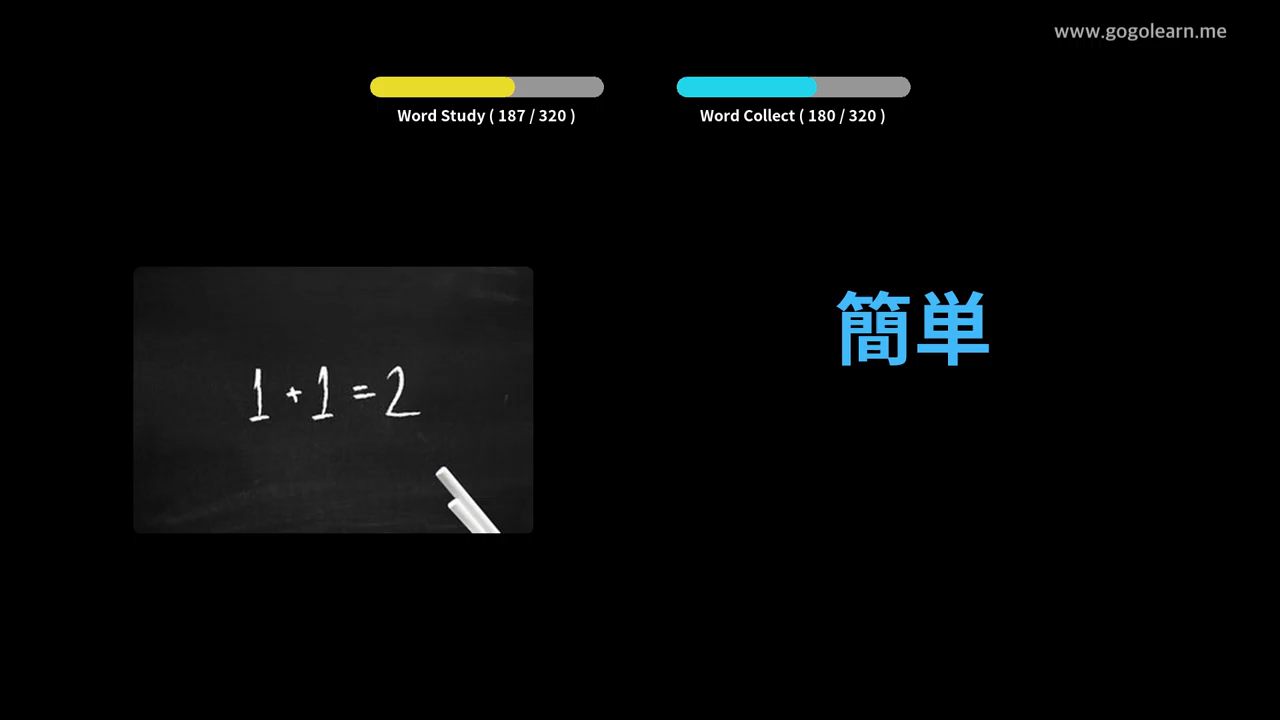 www.gogolearn.me
Word Study ( 187 / 320 )
Word Collect ( 180 / 320 )
1 + 1 = 2
簡単